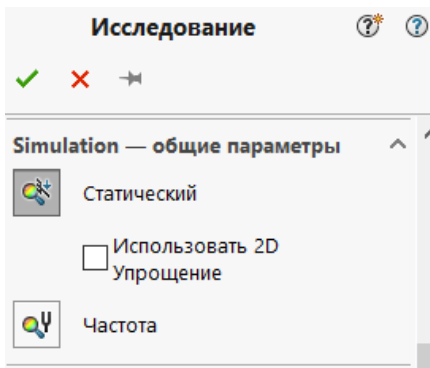 Исследование
Simulation — общие параметры
Статический
Использовать 2D
Упрощение
Частота